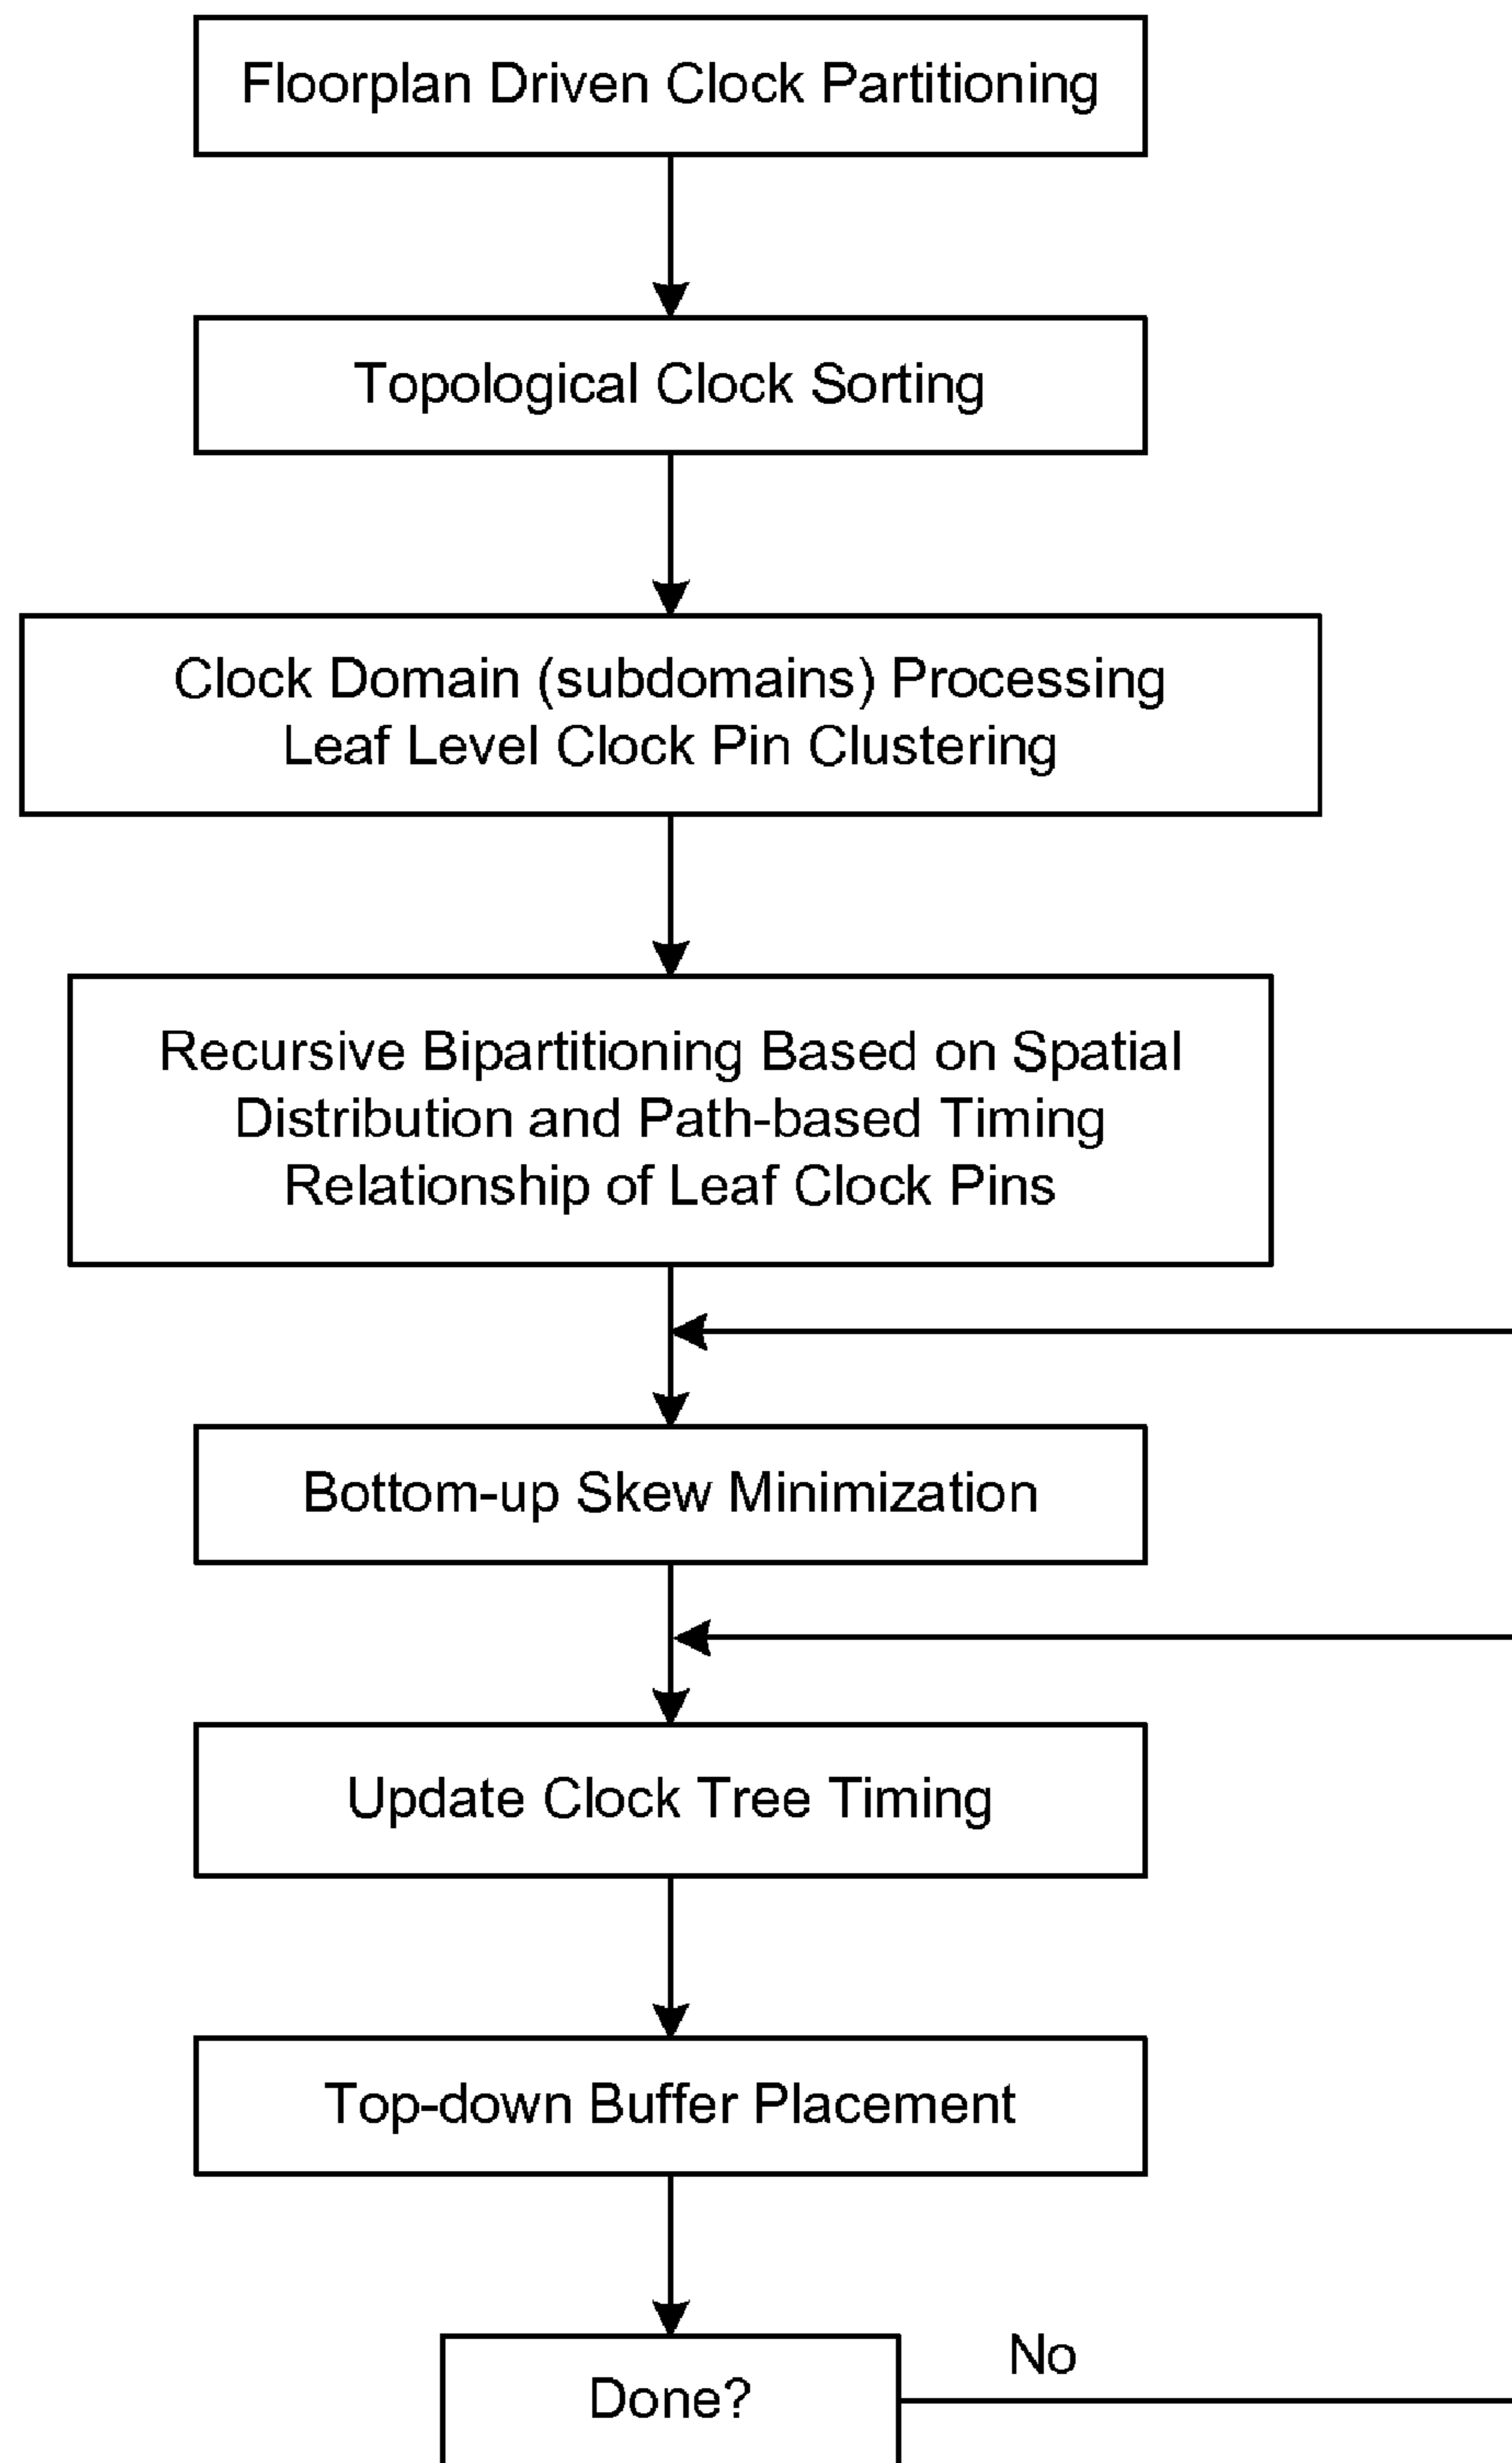 Floorplan Driven Clock Partitioning
Topological Clock Sorting
Clock Domain (subdomains) Processing
Leaf Level Clock Pin Clustering
Recursive Bipartitioning Based on Spatial
Distribution and Path-based Timing
Relationship of Leaf Clock Pins
Bottom-up Skew Minimization
Update Clock Tree Timing
Top-down Buffer Placement
No
Done?